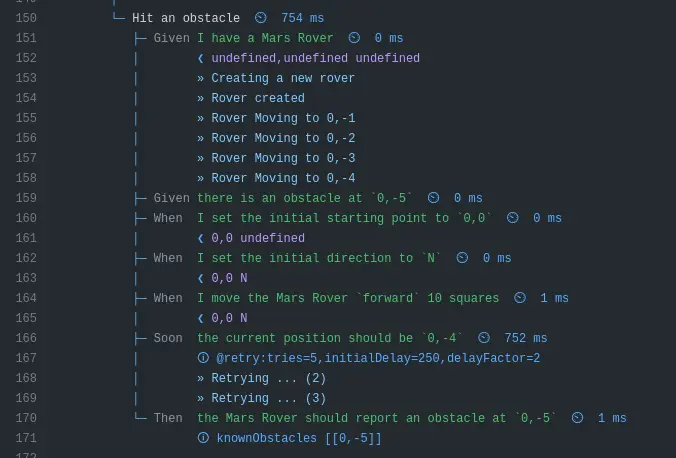 150 └─ Hit an obstacle ⏲ 754 ms
151 ├─ Given I have a Mars Rover ⏲ 0 ms
152 │ ❮ undefined,undefined undefined
153 │ » Creating a new rover
154 │ » Rover created
155 │ » Rover Moving to 0,-1
156 │ » Rover Moving to 0,-2
157 │ » Rover Moving to 0,-3
158 │ » Rover Moving to 0,-4
159 ├─ Given there is an obstacle at `0,-5` ⏲ 0 ms
160 ├─ When I set the initial starting point to `0,0` ⏲ 0 ms
161 │ ❮ 0,0 undefined
162 ├─ When I set the initial direction to `N` ⏲ 0 ms
163 │ ❮ 0,0 N
164 ├─ When I move the Mars Rover `forward` 10 squares ⏲ 1 ms
165 │ ❮ 0,0 N
166 ├─ Soon the current position should be `0,-4` ⏲ 752 ms
167 │ 🛈 @retry:tries=5,initialDelay=250,delayFactor=2
168 │ » Retrying ... (2)
169 │ » Retrying ... (3)
170 └─ Then the Mars Rover should report an obstacle at `0,-5` ⏲ 1 ms
171 🛈 knownObstacles [[0,-5]]